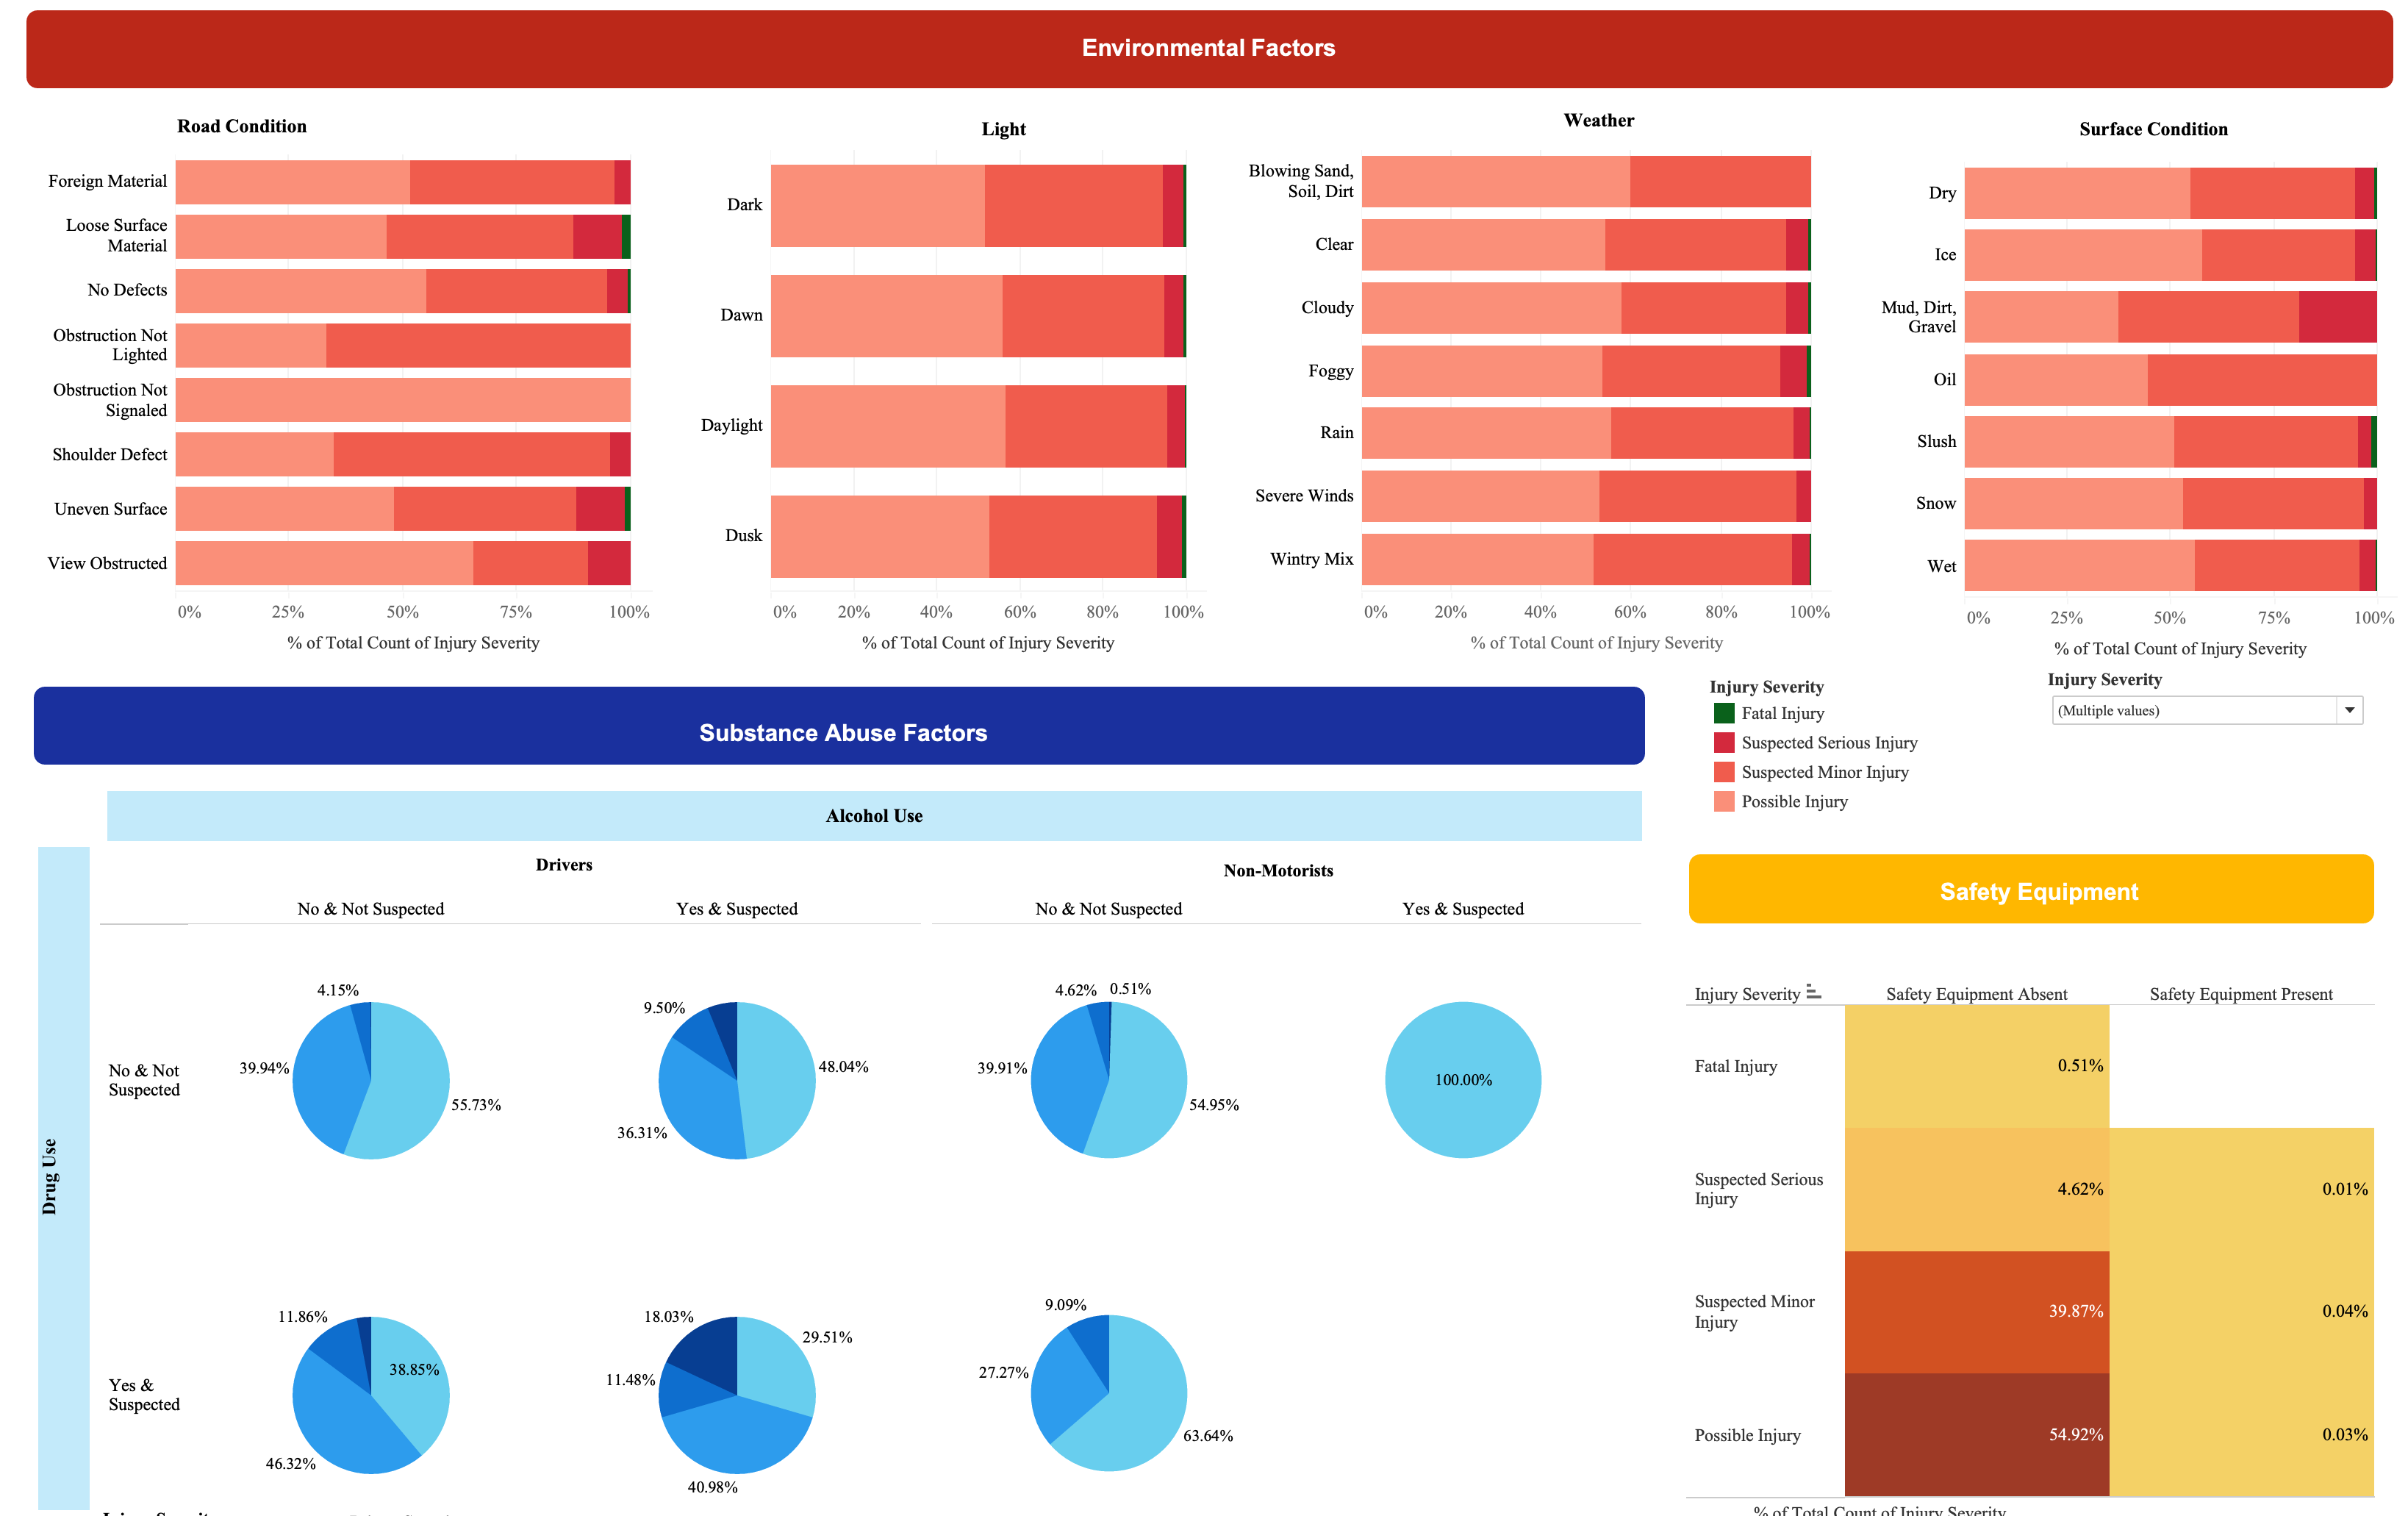 Environmental Factors
Road Condition
Foreign Material
Loose Surface
Material
No Defects
Obstruction Not
Lighted
Obstruction Not
Signaled
Shoulder Defect
Uneven Surface
View Obstructed
0% 25% 50% 75% 100%
% of Total Count of Injury Severity
Light
Dark
Dawn
Daylight
Dusk
0% 20% 40% 60% 80% 100%
% of Total Count of Injury Severity
Weather
Blowing Sand,
Soil, Dirt
Clear
Cloudy
Foggy
Rain
Severe Winds
Wintry Mix
0% 20% 40% 60% 80% 100%
% of Total Count of Injury Severity
Surface Condition
Dry
Ice
Mud, Dirt,
Gravel
Oil
Slush
Snow
Wet
0% 25% 50% 75% 100%
% of Total Count of Injury Severity
Injury Severity
Fatal Injury
Suspected Serious Injury
Suspected Minor Injury
Possible Injury
Injury Severity
(Multiple values)
Substance Abuse Factors
Alcohol Use
Drug Use
Drivers
Non-Motorists
No & Not Suspected
Yes & Suspected
No & Not Suspected
Yes & Suspected
No & Not
Suspected
4.15%
39.94%
55.73%
9.50%
48.04%
36.31%
4.62%
0.51%
39.91%
54.95%
100.00%
Yes &
Suspected
11.86%
38.85%
46.32%
18.03%
29.51%
11.48%
40.98%
9.09%
27.27%
63.64%
Safety Equipment
Injury Severity Safety Equipment Absent Safety Equipment Present
Fatal Injury 0.51%
Suspected Serious
Injury
4.62% 0.01%
Suspected Minor
Injury
39.87% 0.04%
Possible Injury 54.92% 0.03%
% of Total Count of Injury Severity